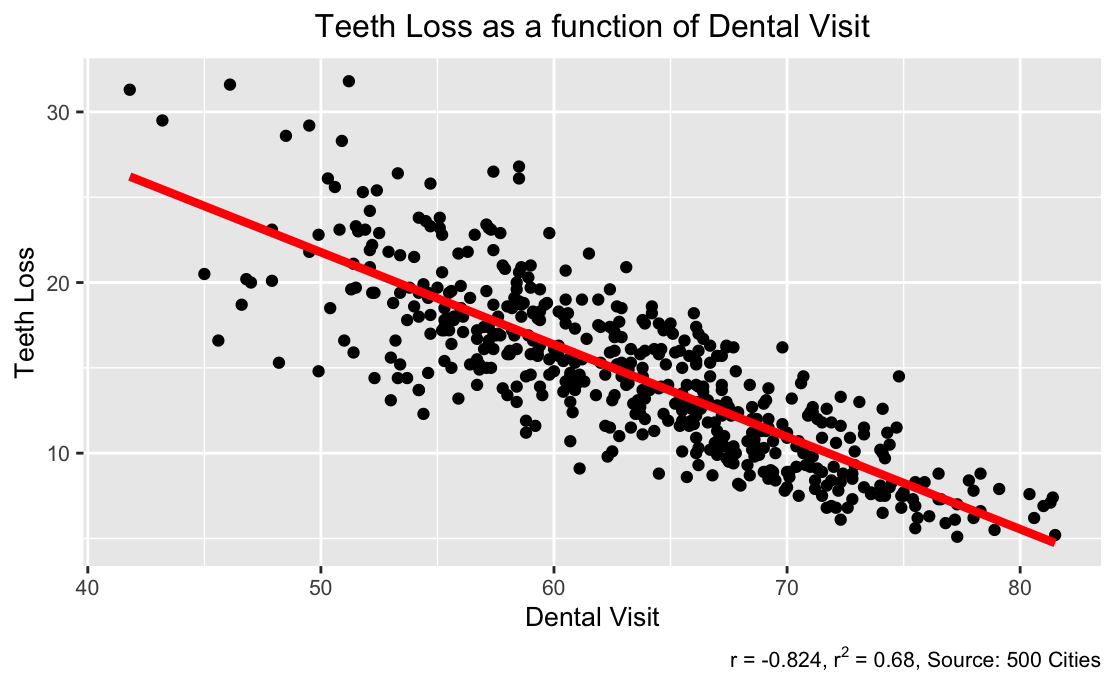 Teeth Loss as a function of Dental Visit
Teeth Loss
30
20
10
40 50 60 70 80
Dental Visit
r = -0.824, r² = 0.68, Source: 500 Cities